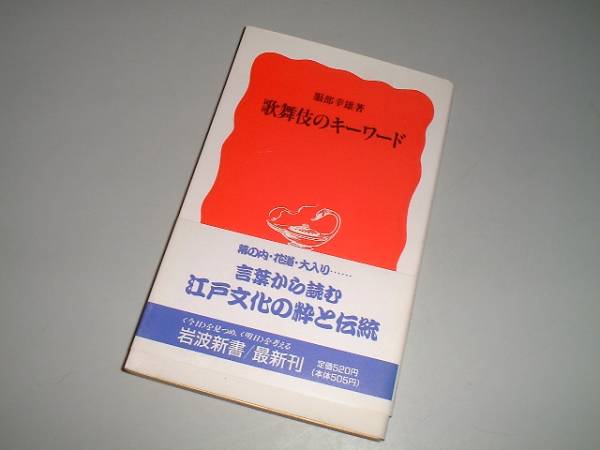 服部幸雄著
歌舞伎のキーワード
幕の内・花道・大入り……
言葉から読む
江戸文化の粋と伝統
〈今日〉を見つめ、〈明日〉を考える
岩波新書/最新刊
定価520円
(本体505円)